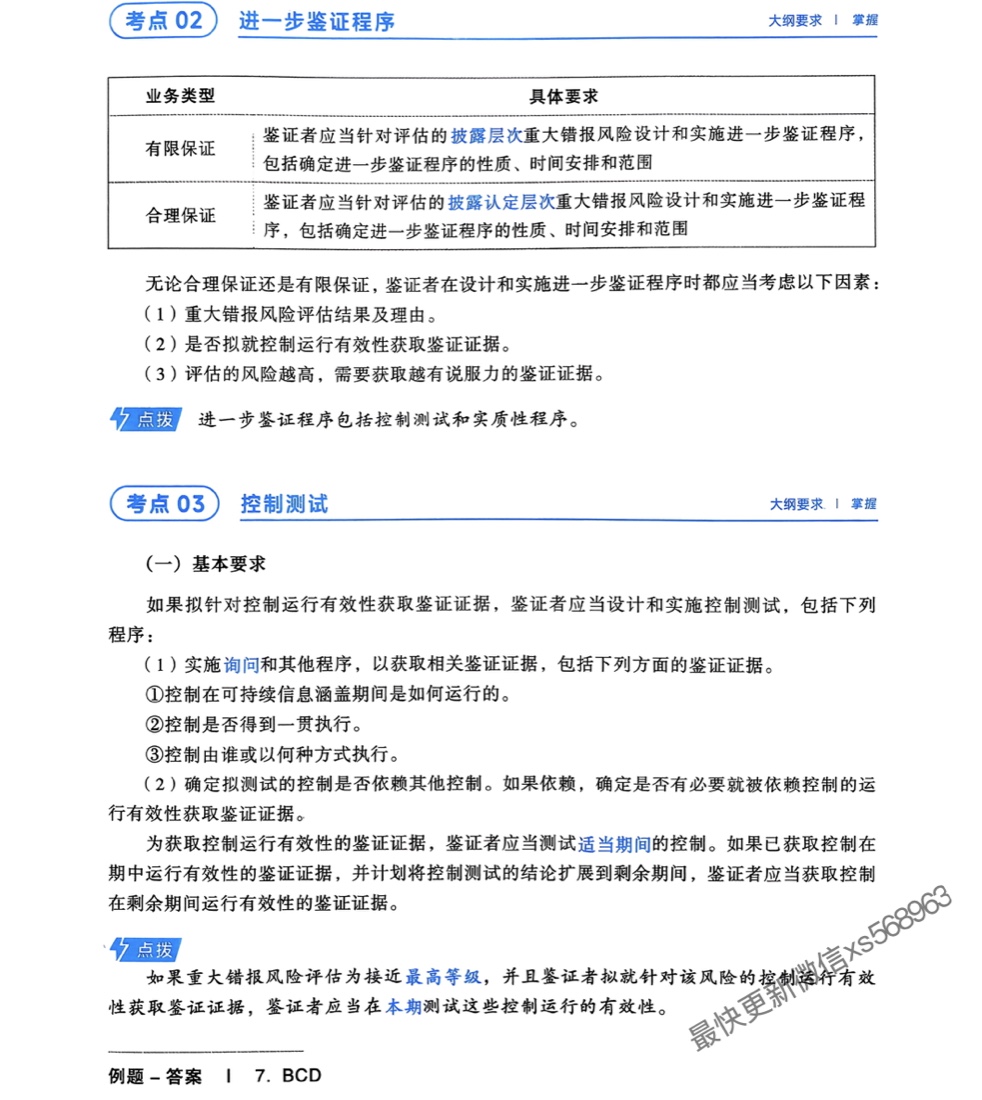 考点 02 进一步鉴证程序 大纲要求 | 掌握
业务类型 具体要求
有限保证 鉴证者应当针对评估的披露层次重大错报风险设计和实施进一步鉴证程序，
包括确定进一步鉴证程序的性质、时间安排和范围
合理保证 鉴证者应当针对评估的披露认定层次重大错报风险设计和实施进一步鉴证程
序，包括确定进一步鉴证程序的性质、时间安排和范围
无论合理保证还是有限保证，鉴证者在设计和实施进一步鉴证程序时都应当考虑以下因素：
（1）重大错报风险评估结果及理由。
（2）是否拟就控制运行有效性获取鉴证证据。
（3）评估的风险越高，需要获取越有说服力的鉴证证据。
点拨 进一步鉴证程序包括控制测试和实质性程序。
考点 03 控制测试 大纲要求 | 掌握
（一）基本要求
如果拟针对控制运行有效性获取鉴证证据，鉴证者应当设计和实施控制测试，包括下列
程序：
（1）实施询问和其他程序，以获取相关鉴证证据，包括下列方面的鉴证证据。
①控制在可持续信息涵盖期间是如何运行的。
②控制是否得到一贯执行。
③控制由谁或以何种方式执行。
（2）确定拟测试的控制是否依赖其他控制。如果依赖，确定是否有必要就被依赖控制的运
行有效性获取鉴证证据。
为获取控制运行有效性的鉴证证据，鉴证者应当测试适当期间的控制。如果已获取控制在
期中运行有效性的鉴证证据，并计划将控制测试的结论扩展到剩余期间，鉴证者应当获取控制
在剩余期间运行有效性的鉴证证据。
点拨
如果重大错报风险评估为接近最高等级，并且鉴证者拟就针对该风险的控制运行有效
性获取鉴证证据，鉴证者应当在本期测试这些控制运行的有效性。
最快更新微信xs568963
例题－答案 | 7. BCD